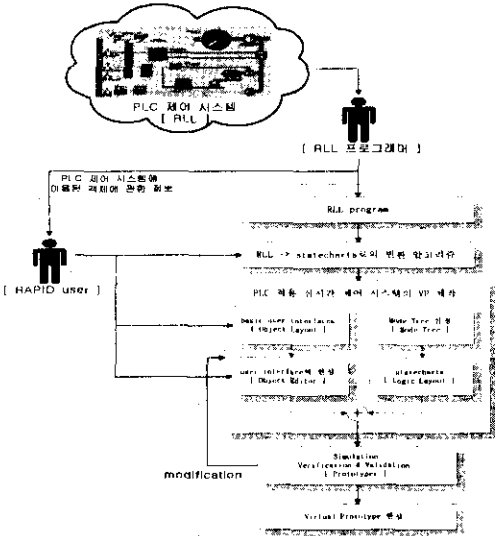 PLC 제어 시스템
[ RLL ]
[ RLL 프로그래머 ]
PLC 제어 시스템에
이용된 객체에 관한 정보
RLL program
[ RAPID user ]
RLL -> statecharts로의 변환 알고리즘
PLC 적용 실시간 제어 시스템의 VP 제작
basic user interface
[ Object Layout ]
Mode Tree
[ Mode Tree ]
user interface의 완성
[ Object Editor ]
statecharts
[ Logic Layout ]
+
Simulation
Verification & Validation
[ Prototyper ]
modification
Virtual Prototype 완성